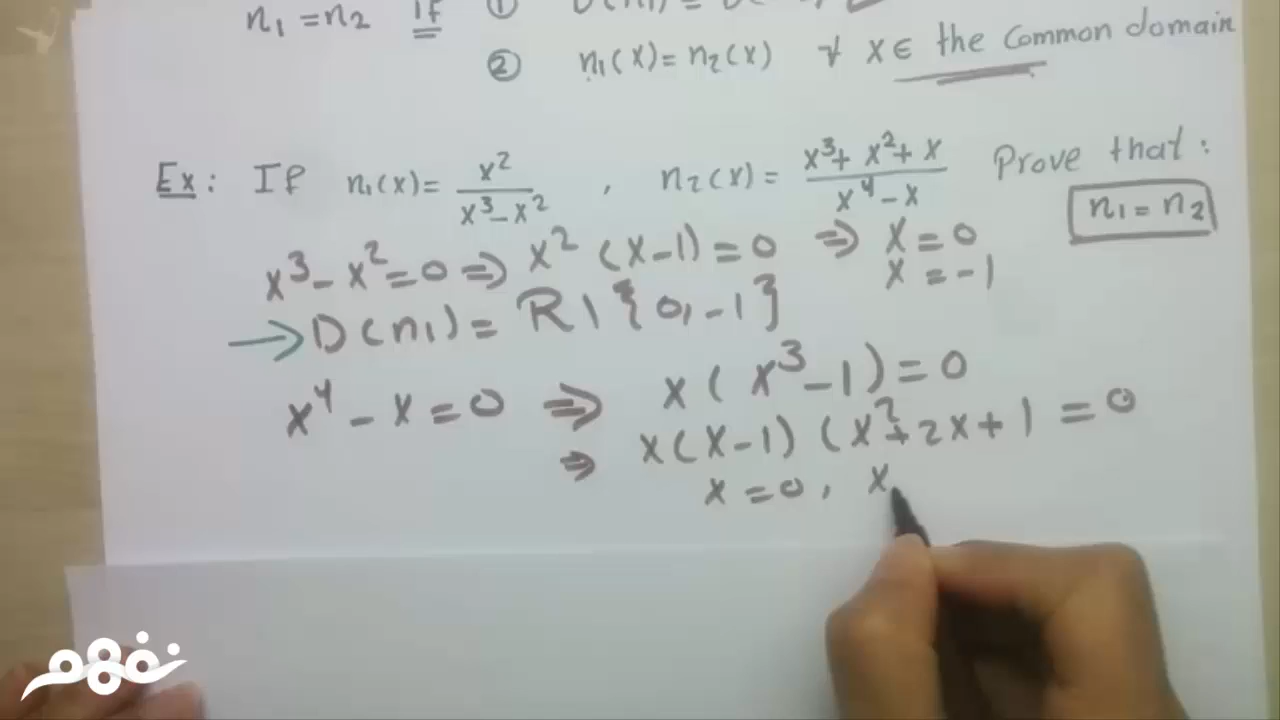 n₁ = n₂ If ①
② n₁(x) = n₂(x) ∀ x ∈ the Common domain
Ex: If n₁(x) = x²/(x³ - x²) , n₂(x) = (x³ + x² + x)/(x⁴ - x) Prove that:
n₁ = n₂
x³ - x² = 0 ⇒ x² (x - 1) = 0 ⇒ x = 0
x = -1
→ D(n₁) = R \ {0, -1}
x⁴ - x = 0 ⇒ x(x³ - 1) = 0
⇒ x(x - 1)(x² + 2x + 1 = 0
x = 0, x
نفهم